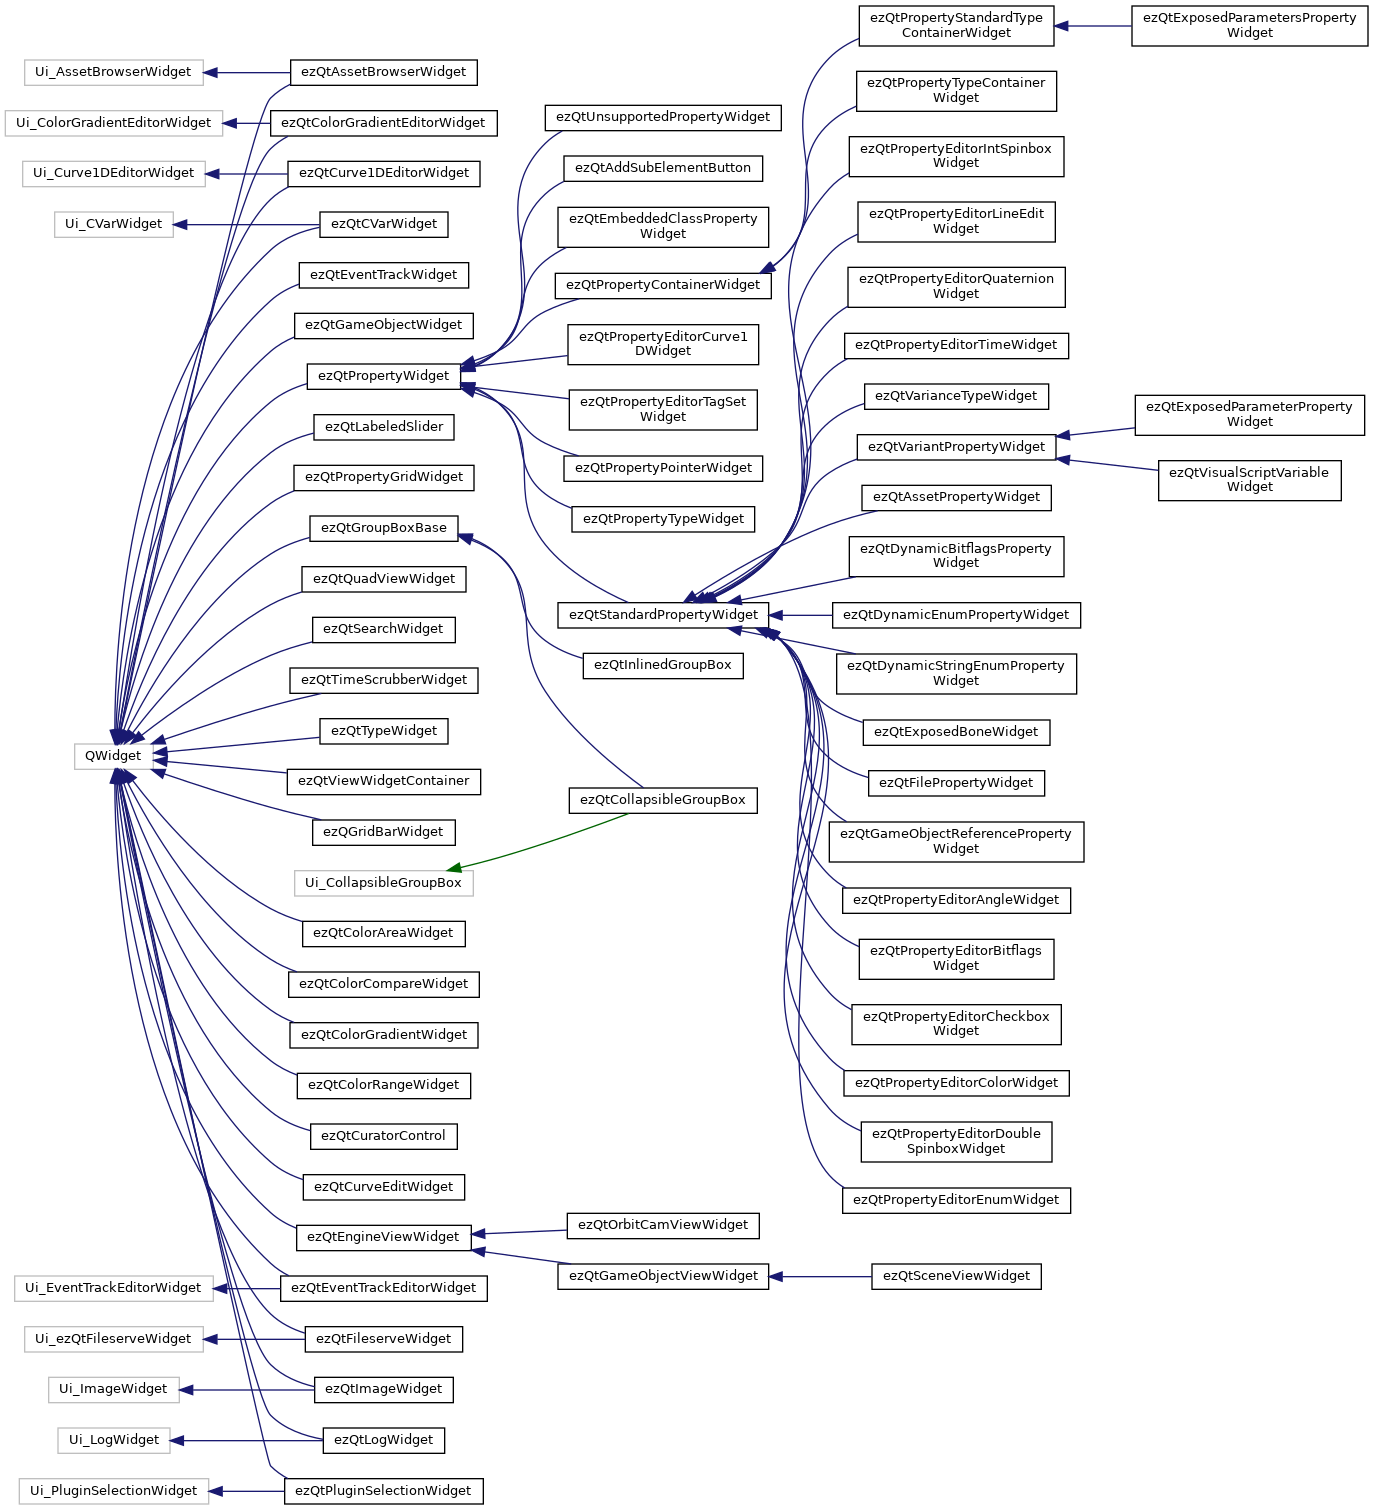 Ui_AssetBrowserWidget
Ui_ColorGradientEditorWidget
Ui_Curve1DEditorWidget
Ui_CVarWidget
QWidget
Ui_EventTrackEditorWidget
Ui_ezQtFileserveWidget
Ui_ImageWidget
Ui_LogWidget
Ui_PluginSelectionWidget
ezQtAssetBrowserWidget
ezQtColorGradientEditorWidget
ezQtCurve1DEditorWidget
ezQtCVarWidget
ezQtEventTrackWidget
ezQtGameObjectWidget
ezQtPropertyWidget
ezQtLabeledSlider
ezQtPropertyGridWidget
ezQtGroupBoxBase
ezQtQuadViewWidget
ezQtSearchWidget
ezQtTimeScrubberWidget
ezQtTypeWidget
ezQtViewWidgetContainer
ezQGridBarWidget
Ui_CollapsibleGroupBox
ezQtColorAreaWidget
ezQtColorCompareWidget
ezQtColorGradientWidget
ezQtColorRangeWidget
ezQtCuratorControl
ezQtCurveEditWidget
ezQtEngineViewWidget
ezQtEventTrackEditorWidget
ezQtFileserveWidget
ezQtImageWidget
ezQtLogWidget
ezQtPluginSelectionWidget
ezQtUnsupportedPropertyWidget
ezQtAddSubElementButton
ezQtEmbeddedClassProperty
Widget
ezQtPropertyContainerWidget
ezQtPropertyEditorCurve1
DWidget
ezQtPropertyEditorTagSet
Widget
ezQtPropertyPointerWidget
ezQtPropertyTypeWidget
ezQtStandardPropertyWidget
ezQtInlinedGroupBox
ezQtCollapsibleGroupBox
ezQtOrbitCamViewWidget
ezQtGameObjectViewWidget
ezQtPropertyStandardType
ContainerWidget
ezQtPropertyTypeContainer
Widget
ezQtPropertyEditorIntSpinbox
Widget
ezQtPropertyEditorLineEdit
Widget
ezQtPropertyEditorQuaternion
Widget
ezQtPropertyEditorTimeWidget
ezQtVarianceTypeWidget
ezQtVariantPropertyWidget
ezQtAssetPropertyWidget
ezQtDynamicBitflagsProperty
Widget
ezQtDynamicEnumPropertyWidget
ezQtDynamicStringEnumProperty
Widget
ezQtExposedBoneWidget
ezQtFilePropertyWidget
ezQtGameObjectReferenceProperty
Widget
ezQtPropertyEditorAngleWidget
ezQtPropertyEditorBitflags
Widget
ezQtPropertyEditorCheckbox
Widget
ezQtPropertyEditorColorWidget
ezQtPropertyEditorDouble
SpinboxWidget
ezQtPropertyEditorEnumWidget
ezQtSceneViewWidget
ezQtExposedParametersProperty
Widget
ezQtExposedParameterProperty
Widget
ezQtVisualScriptVariable
Widget